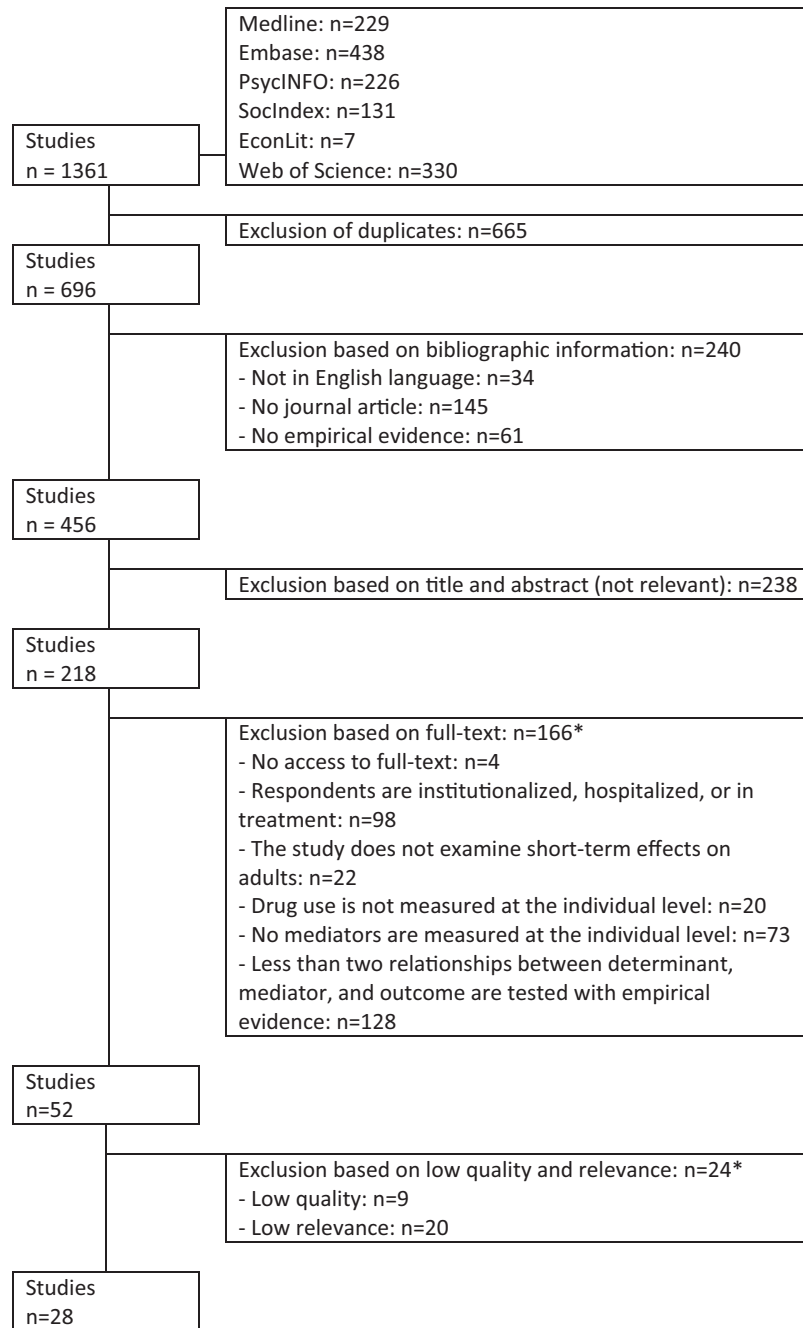 Medline: n=229
Embase: n=438
PsycINFO: n=226
SocIndex: n=131
EconLit: n=7
Web of Science: n=330
Studies
n = 1361
Exclusion of duplicates: n=665
Studies
n = 696
Exclusion based on bibliographic information: n=240
- Not in English language: n=34
- No journal article: n=145
- No empirical evidence: n=61
Studies
n = 456
Exclusion based on title and abstract (not relevant): n=238
Studies
n = 218
Exclusion based on full-text: n=166*
- No access to full-text: n=4
- Respondents are institutionalized, hospitalized, or in
treatment: n=98
- The study does not examine short-term effects on
adults: n=22
- Drug use is not measured at the individual level: n=20
- No mediators are measured at the individual level: n=73
- Less than two relationships between determinant,
mediator, and outcome are tested with empirical
evidence: n=128
Studies
n=52
Exclusion based on low quality and relevance: n=24*
- Low quality: n=9
- Low relevance: n=20
Studies
n=28